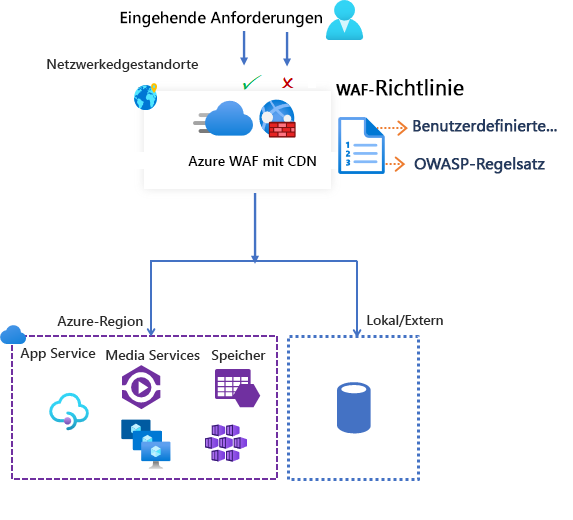 Eingehende Anforderungen
Netzwerkedgestandorte
WAF-Richtlinie
Benutzerdefinierte...
1
2
3
OWASP-Regelsatz
Azure WAF mit CDN
Azure-Region
Lokal/Extern
App Service
Media Services
Speicher